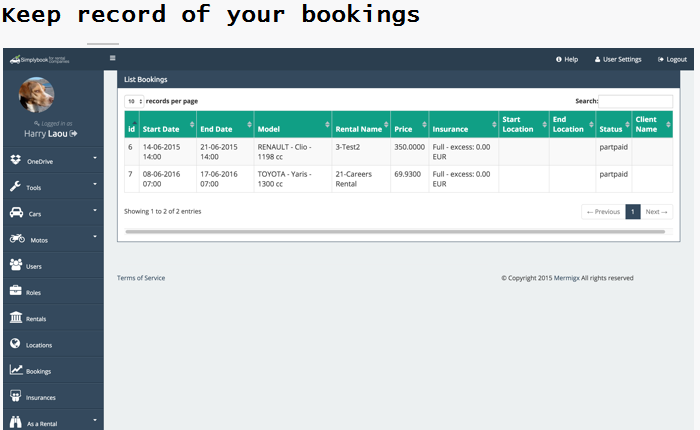 Keep record of your bookings
Simplybook for rental companies
Help User Settings Logout
Logged in as
Harry Laou
OneDrive
Tools
Cars
Motos
Users
Roles
Rentals
Locations
Bookings
Insurances
As a Rental
List Bookings
10 records per page Search:
id Start Date End Date Model Rental Name Price Insurance Start Location End Location Status Client Name
6 14-06-2015 14:00 21-06-2015 14:00 RENAULT - Clio - 1198 cc 3-Test2 350.0000 Full - excess: 0.00 EUR partpaid
7 08-06-2016 07:00 17-06-2016 07:00 TOYOTA - Yaris - 1300 cc 21-Careers Rental 69.9300 Full - excess: 0.00 EUR partpaid
Showing 1 to 2 of 2 entries ← Previous 1 Next →
Terms of Service © Copyright 2015 Mermigx All rights reserved